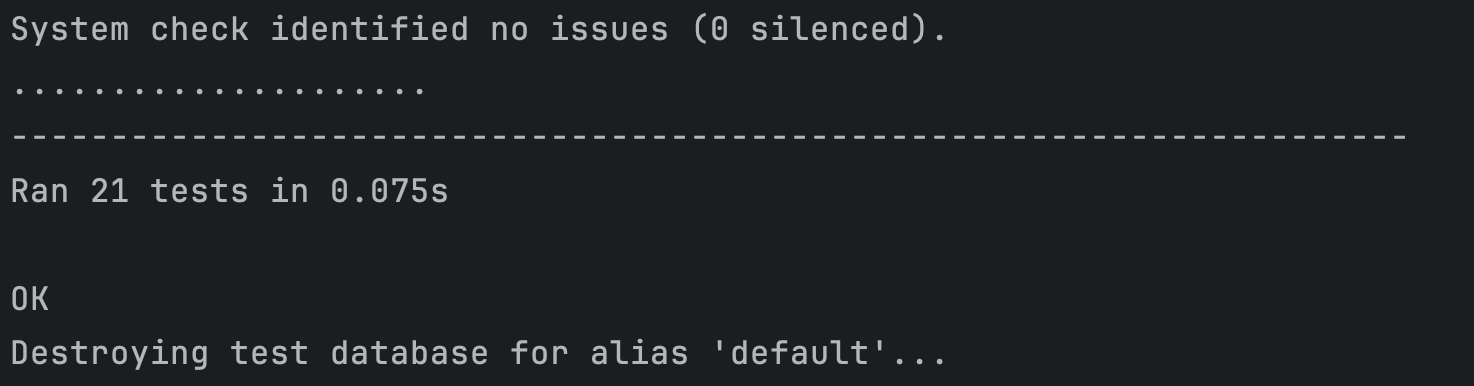 System check identified no issues (0 silenced).
.....................
----------------------------------------------------------------------
Ran 21 tests in 0.075s
OK
Destroying test database for alias 'default'...